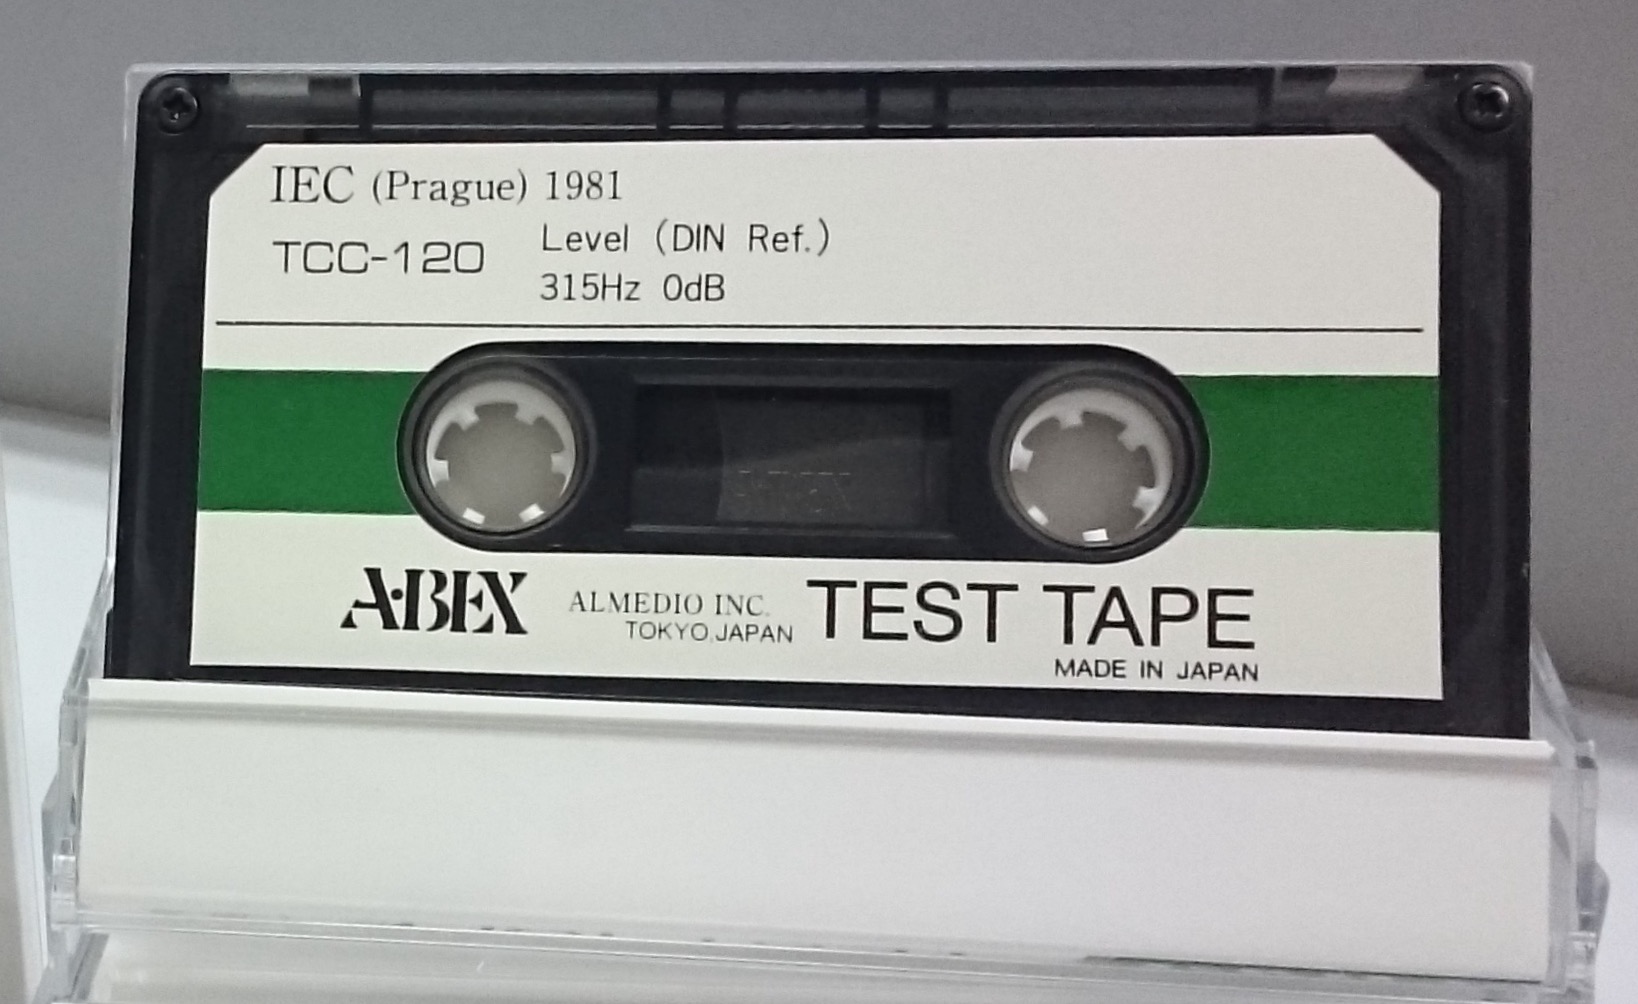 IEC (Prague) 1981
TCC-120
Level (DIN Ref.)
315Hz 0dB
A·BEX
ALMEDIO INC.
TOKYO,JAPAN
TEST TAPE
MADE IN JAPAN